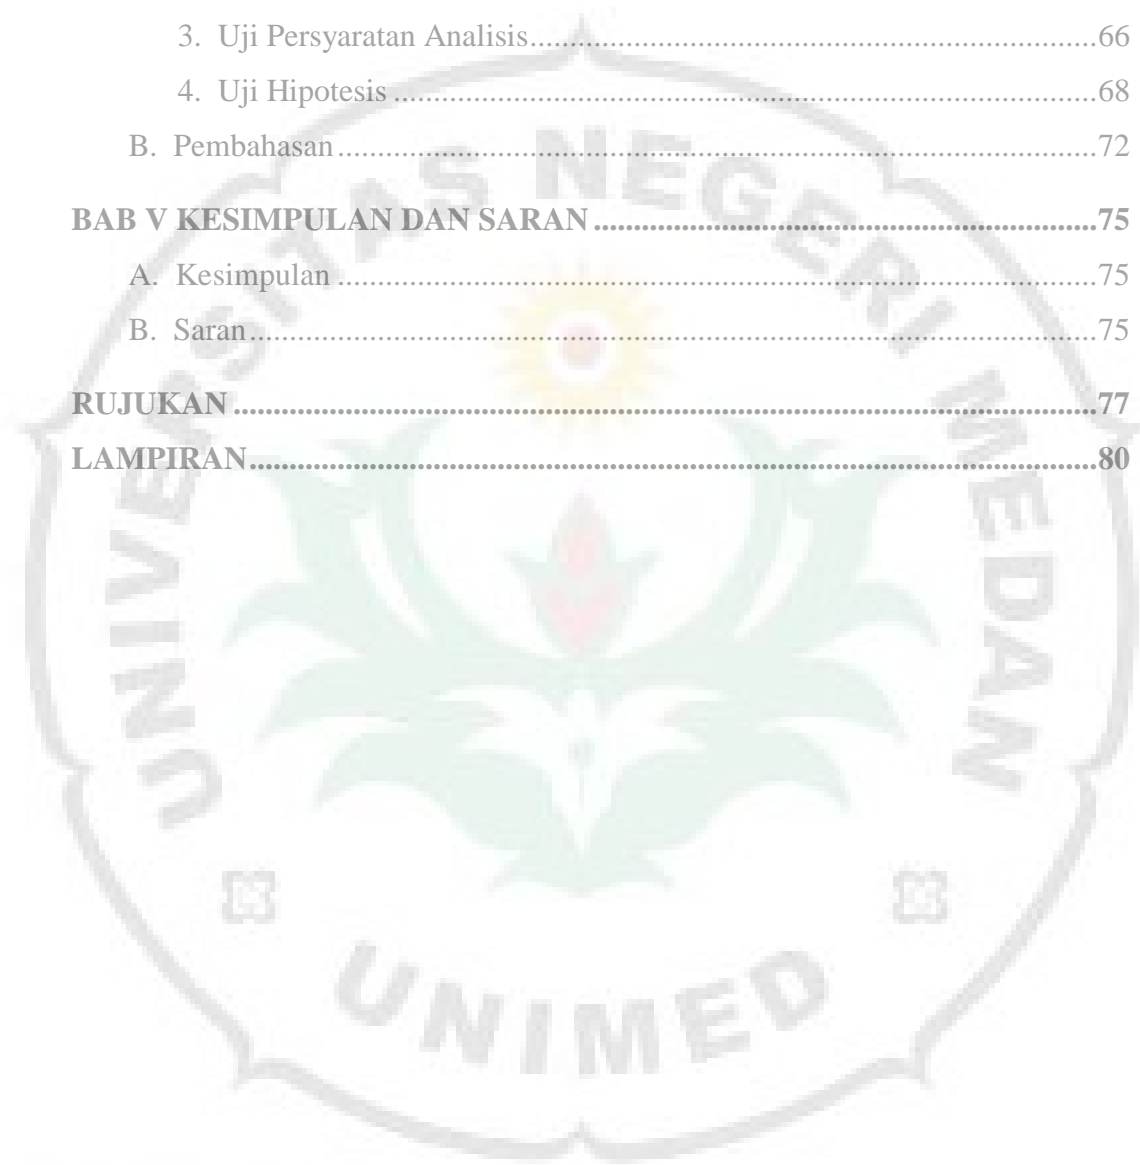 3. Uji Persyaratan Analisis....................................................................................66
4. Uji Hipotesis.........................................................................................................68
B. Pembahasan.................................................................................................................72
BAB V KESIMPULAN DAN SARAN...............................................................75
A. Kesimpulan.................................................................................................................75
B. Saran..............................................................................................................................75
RUJUKAN............................................................................................................77
LAMPIRAN..........................................................................................................80
UNIVERSITAS NEGERI MEDAN
UNIMED